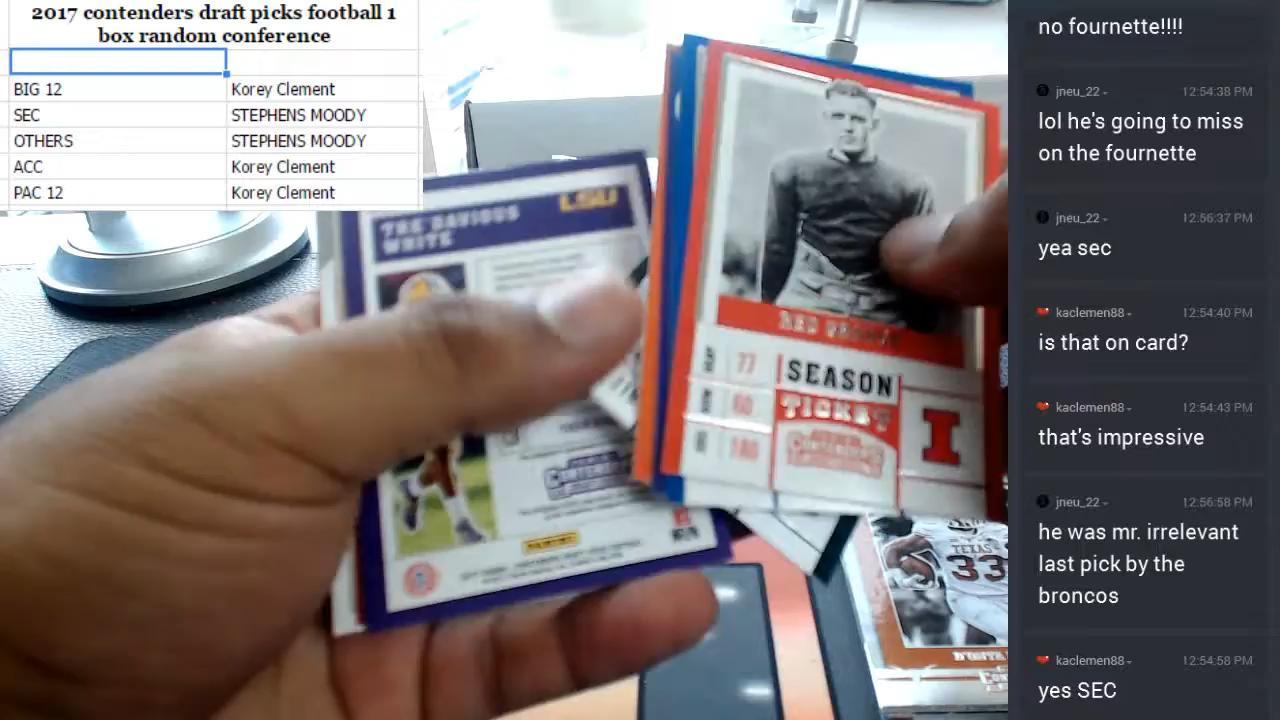 2017 contenders draft picks football 1
box random conference
BIG 12 Korey Clement
SEC STEPHENS MOODY
OTHERS STEPHENS MOODY
ACC Korey Clement
PAC 12 Korey Clement
TRE'DAVIOUS
WHITE
LSU
PANINI
77
SEASON
TICKET
I
TEXAS
33
no fournette!!!!
jneu_22 12:54:38 PM
lol he's going to miss
on the fournette
jneu_22 12:56:37 PM
yea sec
kaclemen88 12:54:40 PM
is that on card?
kaclemen88 12:54:43 PM
that's impressive
jneu_22 12:56:58 PM
he was mr. irrelevant
last pick by the
broncos
kaclemen88 12:54:58 PM
yes SEC